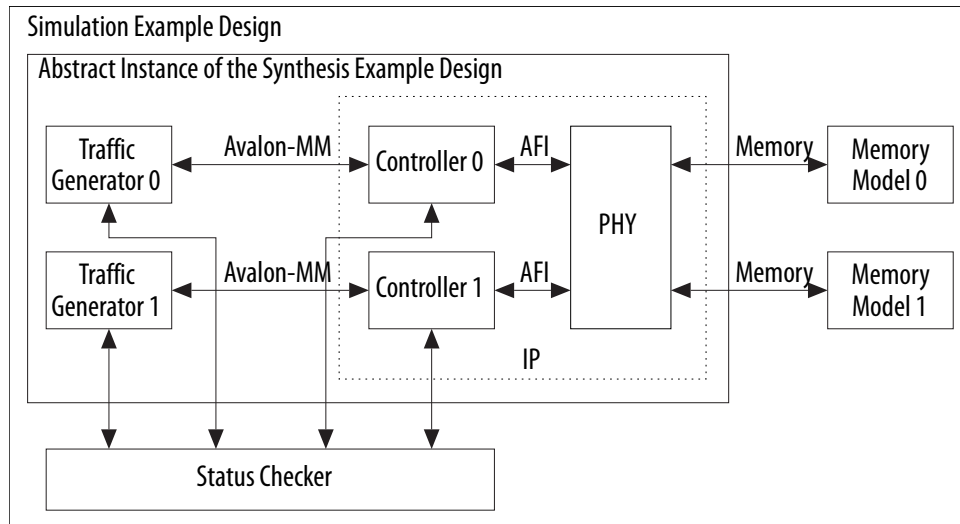 Simulation Example Design
Abstract Instance of the Synthesis Example Design
Traffic
Generator 0
Avalon-MM
Controller 0
AFI
PHY
Memory
Memory
Model 0
Traffic
Generator 1
Avalon-MM
Controller 1
AFI
Memory
Memory
Model 1
IP
Status Checker